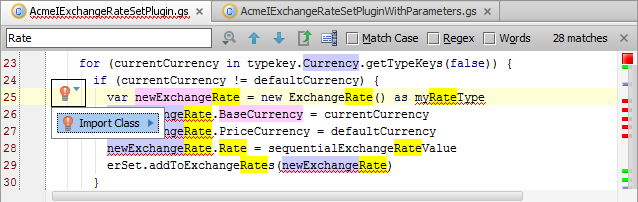 AcmeIExchangeRateSetPlugin.gs × AcmeIExchangeRateSetPluginWithParameters.gs ×
Rate Match Case Regex Words 28 matches
23 for (currentCurrency in typekey.Currency.getTypeKeys(false)) {
24 if (currentCurrency != defaultCurrency) {
25 var newExchangeRate = new ExchangeRate() as myRateType
26 Rate.BaseCurrency = currentCurrency
Import Class
27 Rate.PriceCurrency = defaultCurrency
28 newExchangeRate.Rate = sequentialExchangeRateValue
29 erSet.addToExchangeRates(newExchangeRate)
30 }